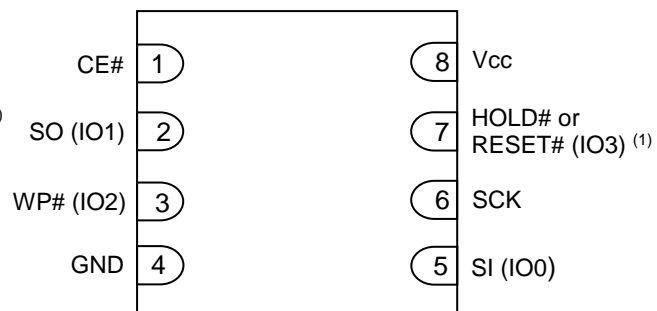 CE# 1 8 Vcc
) SO (IO1) 2 7 HOLD# or
RESET# (IO3) (1)
WP# (IO2) 3 6 SCK
GND 4 5 SI (IO0)